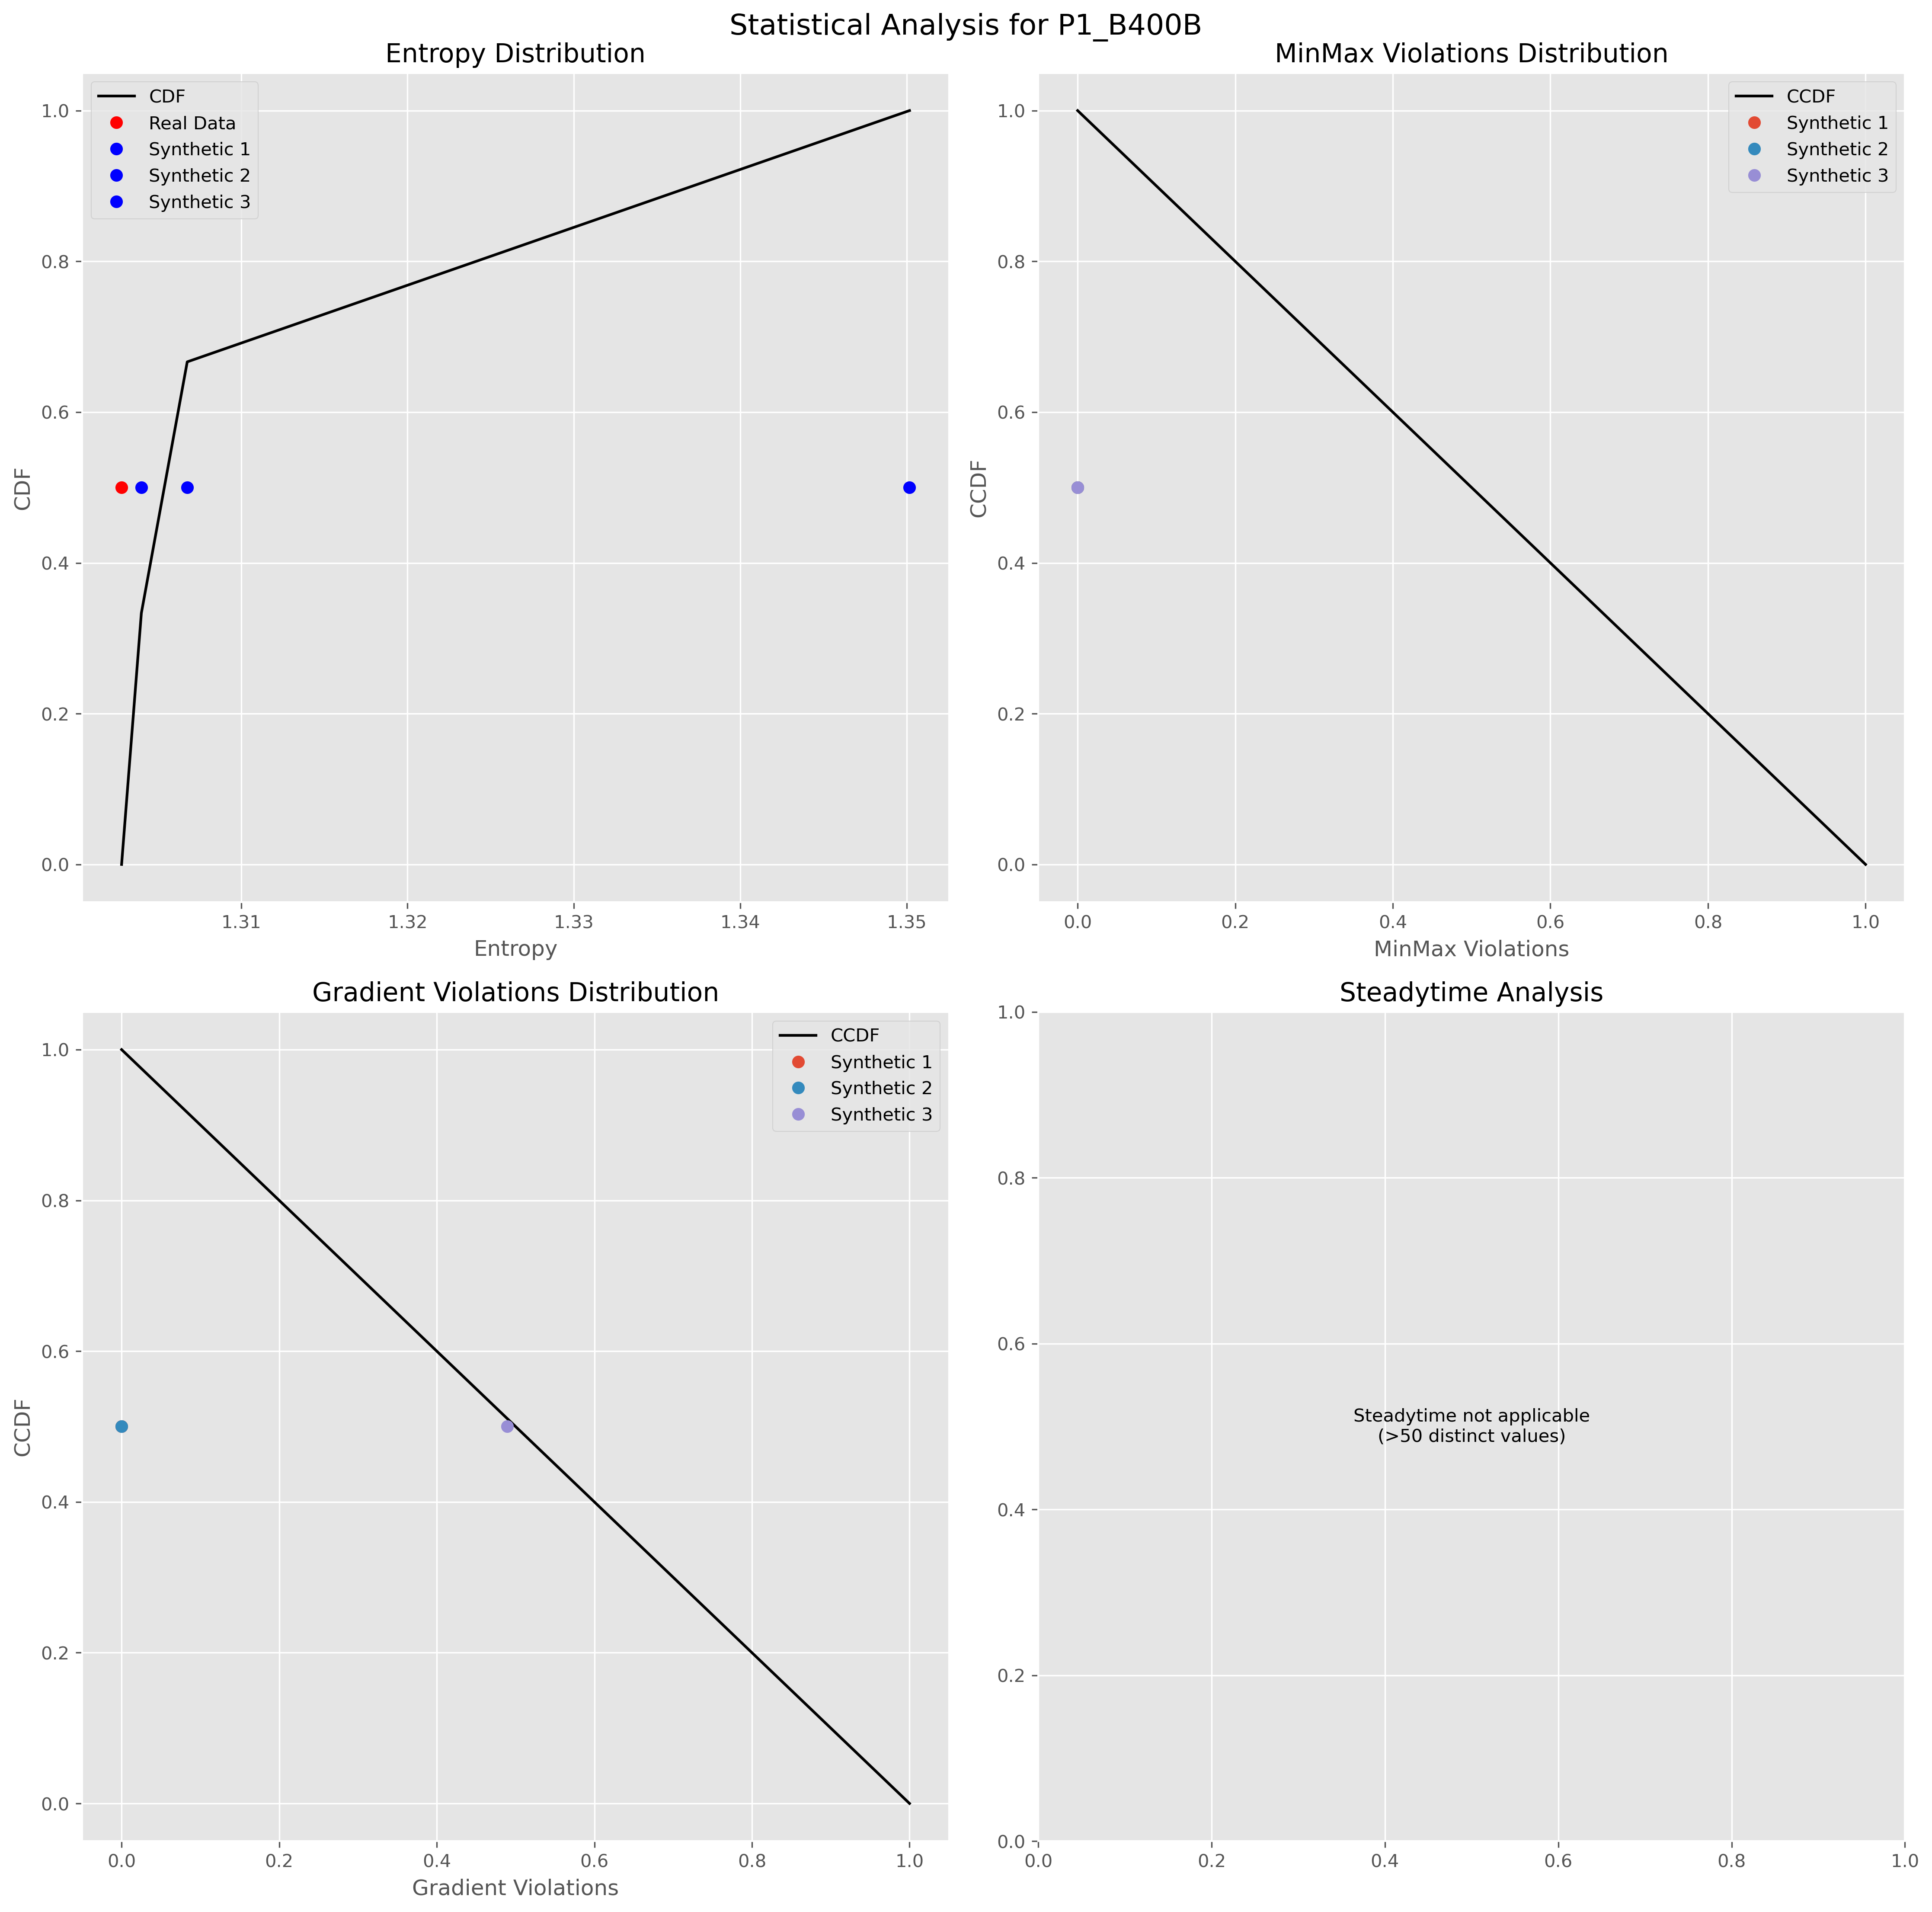 Statistical Analysis for P1_B400B
Entropy Distribution
CDF
Real Data
Synthetic 1
Synthetic 2
Synthetic 3
1.0
0.8
0.6
0.4
0.2
0.0
CDF
1.31
1.32
1.33
1.34
1.35
Entropy
MinMax Violations Distribution
CCDF
Synthetic 1
Synthetic 2
Synthetic 3
1.0
0.8
0.6
0.4
0.2
0.0
CCDF
0.0
0.2
0.4
0.6
0.8
1.0
MinMax Violations
Gradient Violations Distribution
CCDF
Synthetic 1
Synthetic 2
Synthetic 3
1.0
0.8
0.6
0.4
0.2
0.0
CCDF
0.0
0.2
0.4
0.6
0.8
1.0
Gradient Violations
Steadytime Analysis
1.0
0.8
0.6
0.4
0.2
0.0
Steadytime not applicable
(>50 distinct values)
0.0
0.2
0.4
0.6
0.8
1.0